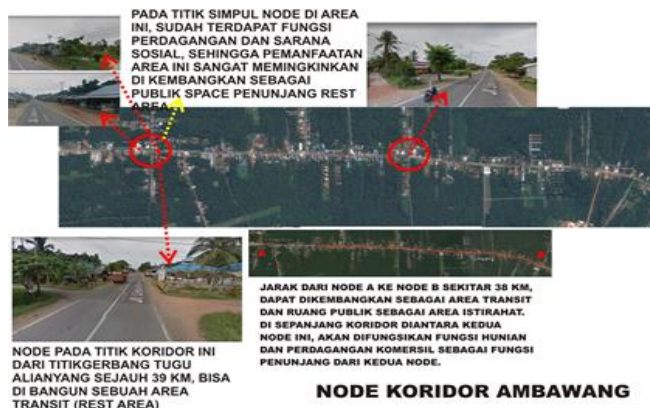 PADA TITIK SIMPUL NODE DI AREA
INI, SUDAH TERDAPAT FUNGSI
PERDAGANGAN DAN SARANA
SOSIAL, SEHINGGA PEMANFAATAN
AREA INI SANGAT MEMINGKINKAN
DI KEMBANGKAN SEBAGAI
PUBLIK SPACE PENUNJANG REST
AREA
A
B
JARAK DARI NODE A KE NODE B SEKITAR 38 KM,
DAPAT DIKEMBANGKAN SEBAGAI AREA TRANSIT
DAN RUANG PUBLIK SEBAGAI AREA ISTIRAHAT.
DI SEPANJANG KORIDOR DIANTARA KEDUA
NODE INI, AKAN DIFUNGSIKAN FUNGSI HUNIAN
DAN PERDAGANGAN KOMERSIL SEBAGAI FUNGSI
PENUNJANG DARI KEDUA NODE.
NODE PADA TITIK KORIDOR INI
DARI TITIKGERBANG TUGU
ALIANYANG SEJAUH 39 KM, BISA
DI BANGUN SEBUAH AREA
TRANSIT (REST AREA)
NODE KORIDOR AMBAWANG